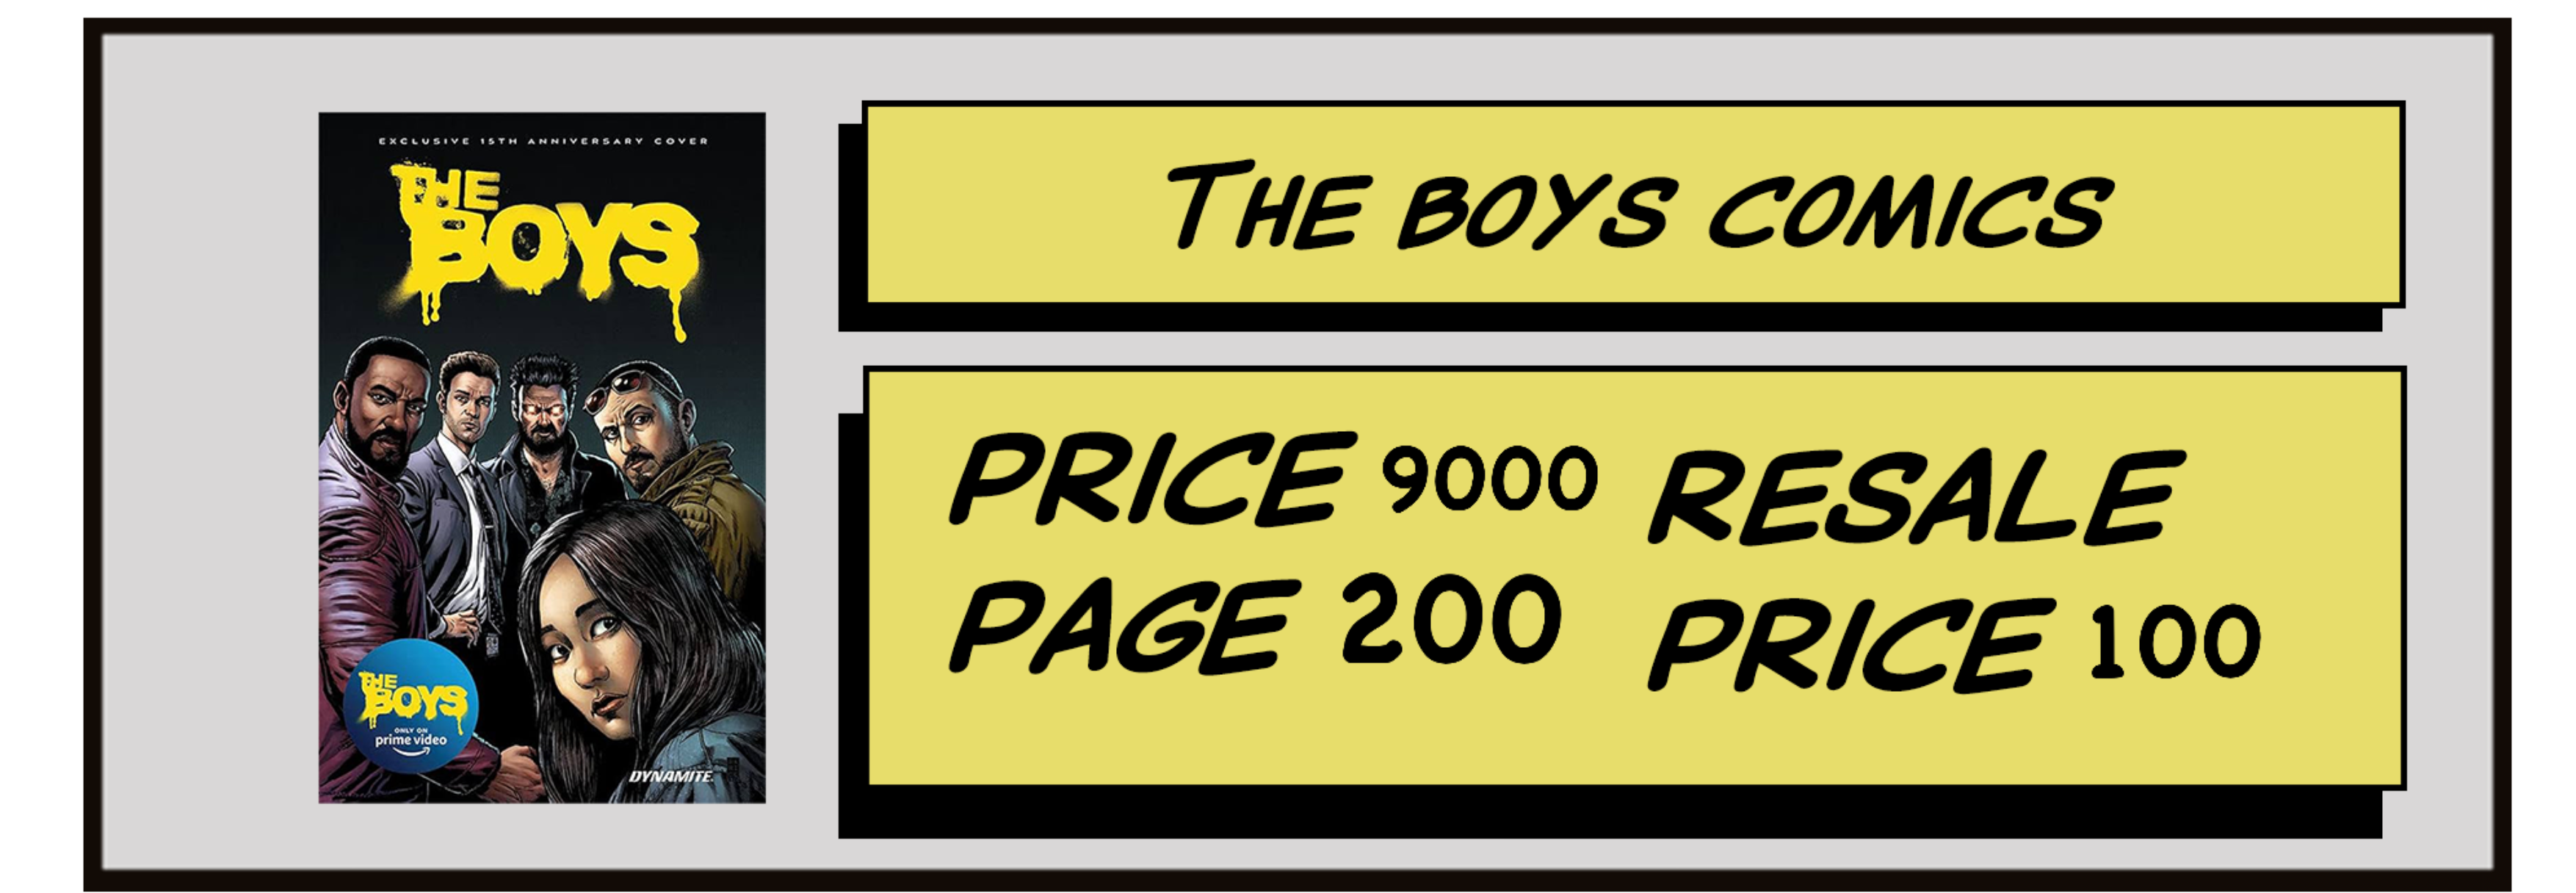 EXCLUSIVE 15TH ANNIVERSARY COVER
THE
BOYS
THE
BOYS
ONLY ON
prime video
DYNAMITE.
THE BOYS COMICS
PRICE 9000
PAGE 200
RESALE
PRICE 100